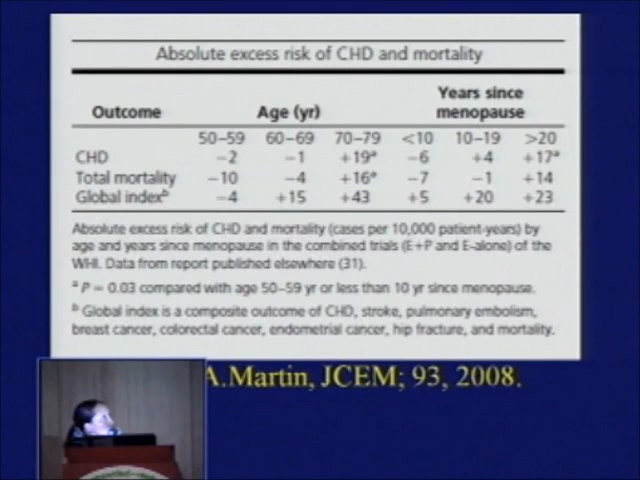 Absolute excess risk of CHD and mortality
Years since
Outcome Age (yr) menopause
50–59 60–69 70–79 <10 10–19 >20
CHD −2 −1 +19ᵃ −6 +4 +17ᵃ
Total mortality −10 −4 +16ᵃ −7 −1 +14
Global indexᵇ −4 +15 +43 +5 +20 +23
Absolute excess risk of CHD and mortality (cases per 10,000 patient-years) by
age and years since menopause in the combined trials (E+P and E-alone) of the
WHI. Data from report published elsewhere (31).
ᵃ P = 0.03 compared with age 50–59 yr or less than 10 yr since menopause.
ᵇ Global index is a composite outcome of CHD, stroke, pulmonary embolism,
breast cancer, colorectal cancer, endometrial cancer, hip fracture, and mortality.
A.Martin, JCEM; 93, 2008.